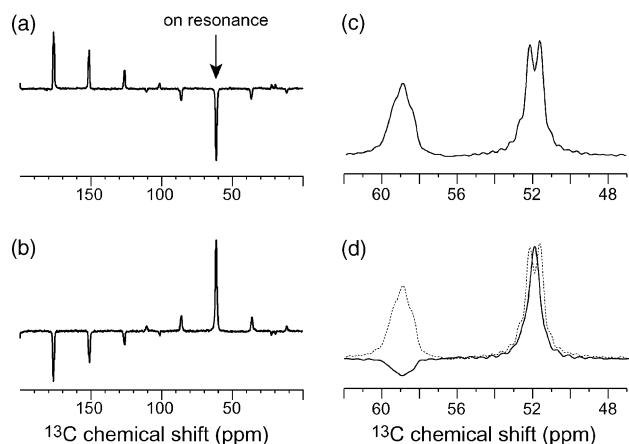 (a)
on resonance
150 100 50
(b)
150 100 50
13C chemical shift (ppm)
(c)
60 56 52 48
(d)
60 56 52 48
13C chemical shift (ppm)